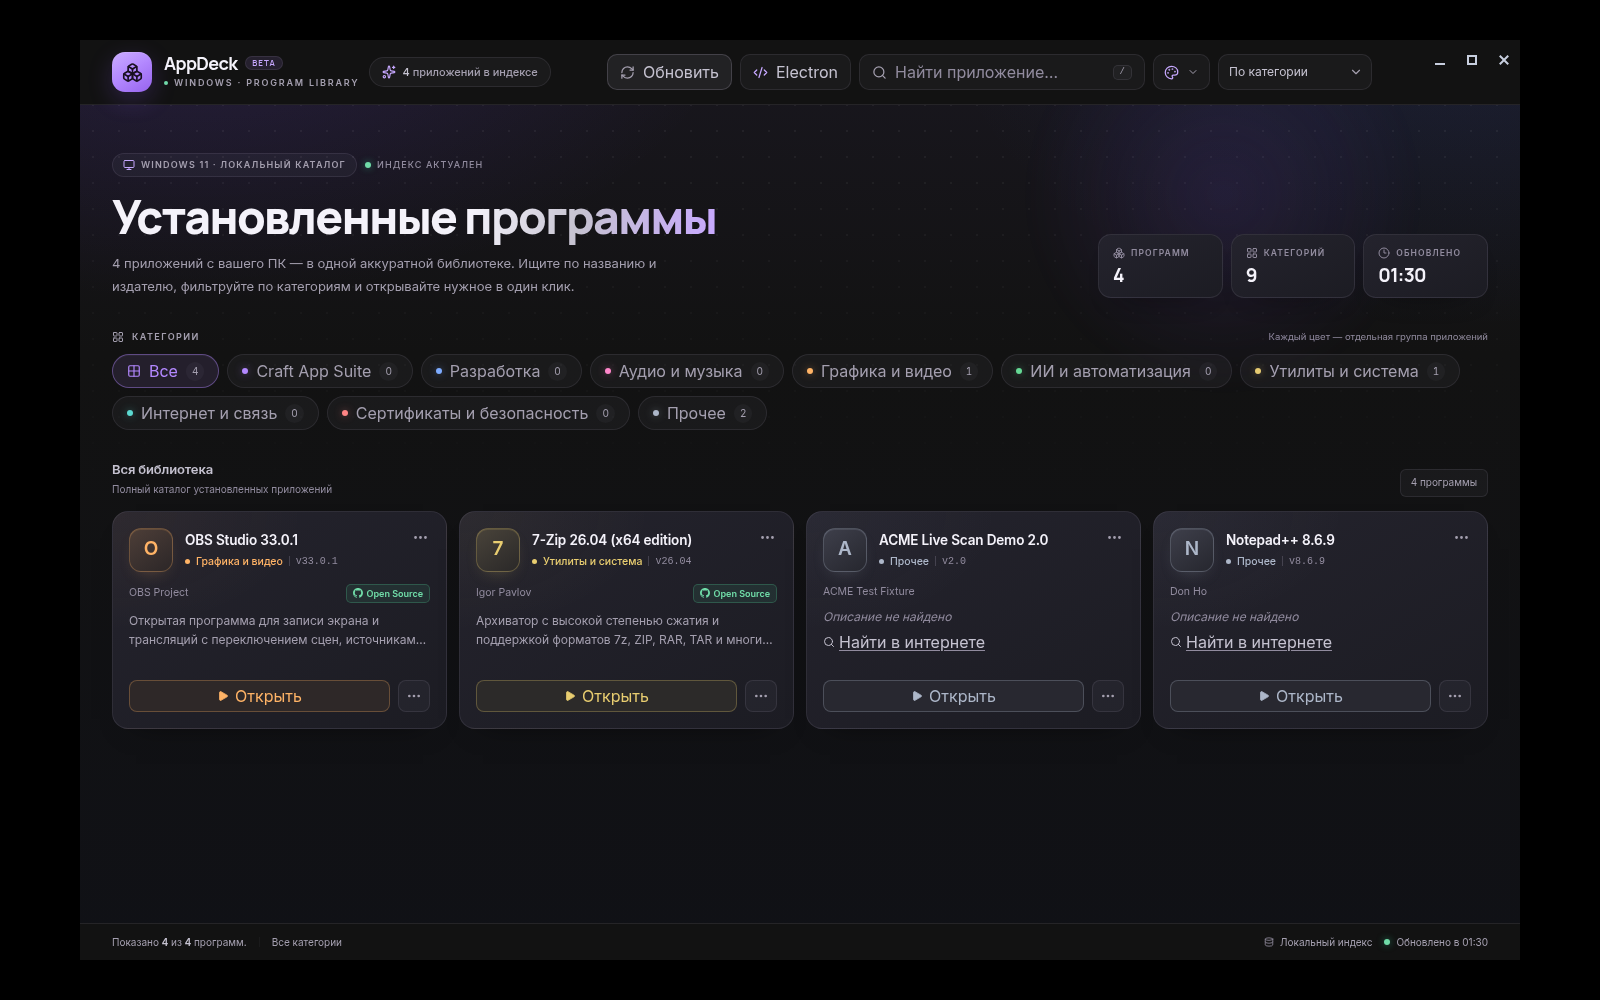 AppDeck BETA
WINDOWS · PROGRAM LIBRARY
4 приложений в индексе
Обновить
Electron
Найти приложение...
/
По категории
WINDOWS 11 · ЛОКАЛЬНЫЙ КАТАЛОГ
ИНДЕКС АКТУАЛЕН
Установленные программы
4 приложений с вашего ПК — в одной аккуратной библиотеке. Ищите по названию и
издателю, фильтруйте по категориям и открывайте нужное в один клик.
ПРОГРАММ
4
КАТЕГОРИЙ
9
ОБНОВЛЕНО
01:30
КАТЕГОРИИ
Каждый цвет — отдельная группа приложений
Все 4
Craft App Suite 0
Разработка 0
Аудио и музыка 0
Графика и видео 1
ИИ и автоматизация 0
Утилиты и система 1
Интернет и связь 0
Сертификаты и безопасность 0
Прочее 2
Вся библиотека
Полный каталог установленных приложений
4 программы
O
OBS Studio 33.0.1
Графика и видео v33.0.1
OBS Project
Open Source
Открытая программа для записи экрана и
трансляций с переключением сцен, источникам...
Открыть
7
7-Zip 26.04 (x64 edition)
Утилиты и система v26.04
Igor Pavlov
Open Source
Архиватор с высокой степенью сжатия и
поддержкой форматов 7z, ZIP, RAR, TAR и многи...
Открыть
A
ACME Live Scan Demo 2.0
Прочее v2.0
ACME Test Fixture
Описание не найдено
Найти в интернете
Открыть
N
Notepad++ 8.6.9
Прочее v8.6.9
Don Ho
Описание не найдено
Найти в интернете
Открыть
Показано 4 из 4 программ.
Все категории
Локальный индекс
Обновлено в 01:30